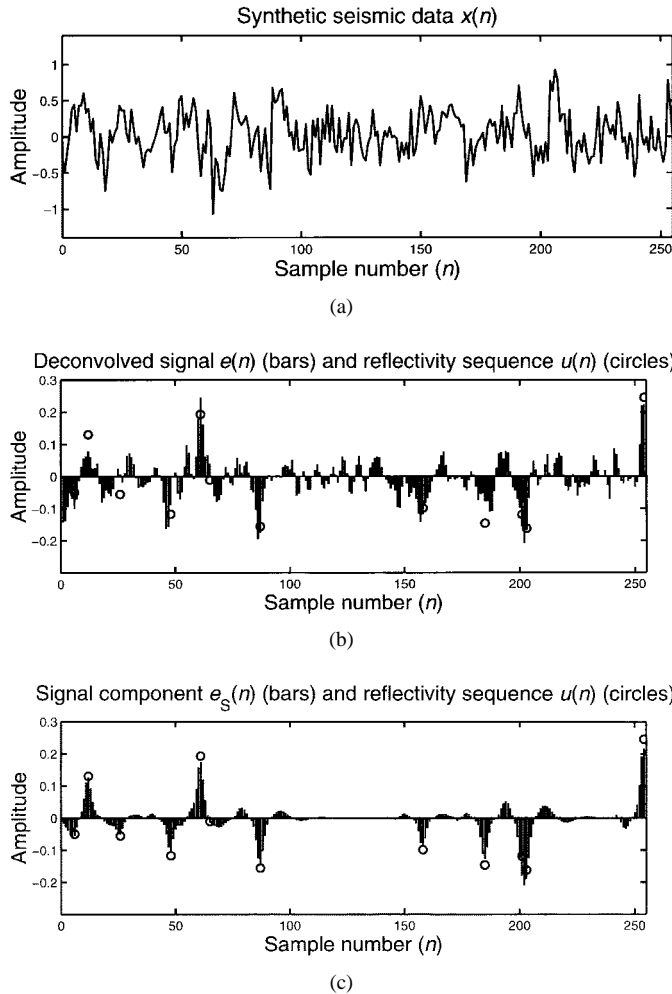 Synthetic seismic data x(n)
1
0.5
0
−0.5
−1
Amplitude
0 50 100 150 200 250
Sample number (n)
(a)
Deconvolved signal e(n) (bars) and reflectivity sequence u(n) (circles)
0.3
0.2
0.1
0
−0.1
−0.2
Amplitude
0 50 100 150 200 250
Sample number (n)
(b)
Signal component e_S(n) (bars) and reflectivity sequence u(n) (circles)
0.3
0.2
0.1
0
−0.1
−0.2
Amplitude
0 50 100 150 200 250
Sample number (n)
(c)